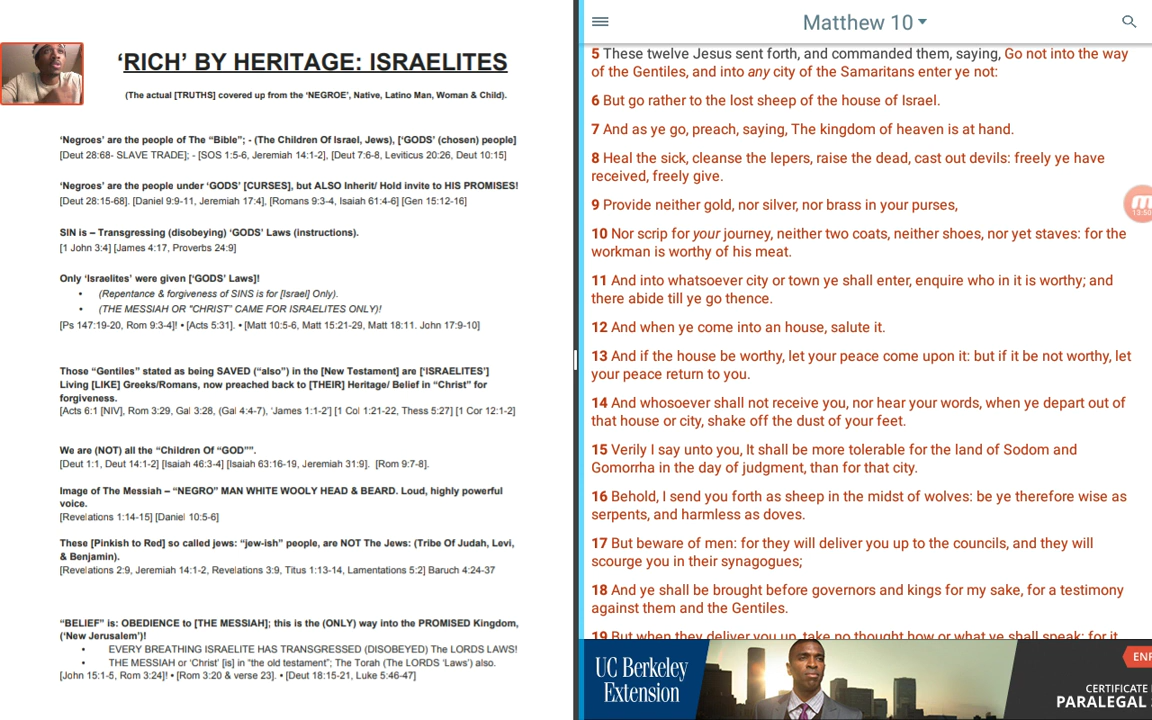 'RICH' BY HERITAGE: ISRAELITES
(The actual [TRUTHS] covered up from the 'NEGROE', Native, Latino Man, Woman & Child).
'Negroes' are the people of The "Bible"; - (The Children Of Israel, Jews), ['GODS' (chosen) people]
[Deut 28:68- SLAVE TRADE]; - [SOS 1:5-6, Jeremiah 14:1-2], [Deut 7:6-8, Leviticus 20:26, Deut 10:15]
'Negroes' are the people under 'GODS' [CURSES], but ALSO Inherit/ Hold invite to HIS PROMISES!
[Deut 28:15-68]. [Daniel 9:9-11, Jeremiah 17:4], [Romans 9:3-4, Isaiah 61:4-6] [Gen 15:12-16]
SIN is – Transgressing (disobeying) 'GODS' Laws (instructions).
[1 John 3:4] [James 4:17, Proverbs 24:9]
Only 'Israelites' were given ['GODS' Laws]!
• (Repentance & forgiveness of SINS is for [Israel] Only).
• (THE MESSIAH OR "CHRIST" CAME FOR ISRAELITES ONLY)!
[Ps 147:19-20, Rom 9:3-4]! • [Acts 5:31]. • [Matt 10:5-6, Matt 15:21-29, Matt 18:11. John 17:9-10]
Those "Gentiles" stated as being SAVED ("also") in the [New Testament] are ['ISRAELITES']
Living [LIKE] Greeks/Romans, now preached back to [THEIR] Heritage/ Belief in "Christ" for
forgiveness.
[Acts 6:1 [NIV], Rom 3:29, Gal 3:28, (Gal 4:4-7), 'James 1:1-2'] [1 Col 1:21-22, Thess 5:27] [1 Cor 12:1-2]
We are (NOT) all the "Children Of "GOD"".
[Deut 1:1, Deut 14:1-2] [Isaiah 46:3-4] [Isaiah 63:16-19, Jeremiah 31:9]. [Rom 9:7-8].
Image of The Messiah – "NEGRO" MAN WHITE WOOLY HEAD & BEARD. Loud, highly powerful
voice.
[Revelations 1:14-15] [Daniel 10:5-6]
These [Pinkish to Red] so called jews: "jew-ish" people, are NOT The Jews: (Tribe Of Judah, Levi,
& Benjamin).
[Revelations 2:9, Jeremiah 14:1-2, Revelations 3:9, Titus 1:13-14, Lamentations 5:2] Baruch 4:24-37
"BELIEF" is: OBEDIENCE to [THE MESSIAH]; this is the (ONLY) way into the PROMISED Kingdom,
('New Jerusalem')!
• EVERY BREATHING ISRAELITE HAS TRANSGRESSED (DISOBEYED) The LORDS LAWS!
• THE MESSIAH or 'Christ' [is] in "the old testament"; The Torah (The LORDS 'Laws') also.
[John 15:1-5, Rom 3:24]! • [Rom 3:20 & verse 23]. • [Deut 18:15-21, Luke 5:46-47]
Matthew 10
5 These twelve Jesus sent forth, and commanded them, saying, Go not into the way
of the Gentiles, and into any city of the Samaritans enter ye not:
6 But go rather to the lost sheep of the house of Israel.
7 And as ye go, preach, saying, The kingdom of heaven is at hand.
8 Heal the sick, cleanse the lepers, raise the dead, cast out devils: freely ye have
received, freely give.
9 Provide neither gold, nor silver, nor brass in your purses,
10 Nor scrip for your journey, neither two coats, neither shoes, nor yet staves: for the
workman is worthy of his meat.
11 And into whatsoever city or town ye shall enter, enquire who in it is worthy; and
there abide till ye go thence.
12 And when ye come into an house, salute it.
13 And if the house be worthy, let your peace come upon it: but if it be not worthy, let
your peace return to you.
14 And whosoever shall not receive you, nor hear your words, when ye depart out of
that house or city, shake off the dust of your feet.
15 Verily I say unto you, It shall be more tolerable for the land of Sodom and
Gomorrha in the day of judgment, than for that city.
16 Behold, I send you forth as sheep in the midst of wolves: be ye therefore wise as
serpents, and harmless as doves.
17 But beware of men: for they will deliver you up to the councils, and they will
scourge you in their synagogues;
18 And ye shall be brought before governors and kings for my sake, for a testimony
against them and the Gentiles.
19 But when they deliver you up, take no thought how or what ye shall speak: for it
13:50
UC Berkeley
Extension
ENR
CERTIFICATE
PARALEGAL